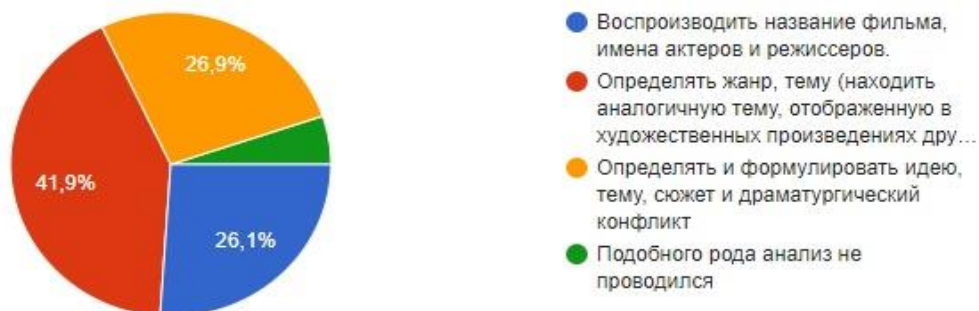 26,9%
41,9%
26,1%
Воспроизводить название фильма,
имена актеров и режиссеров.
Определять жанр, тему (находить
аналогичную тему, отображенную в
художественных произведениях дру…
Определять и формулировать идею,
тему, сюжет и драматургический
конфликт
Подобного рода анализ не
проводился